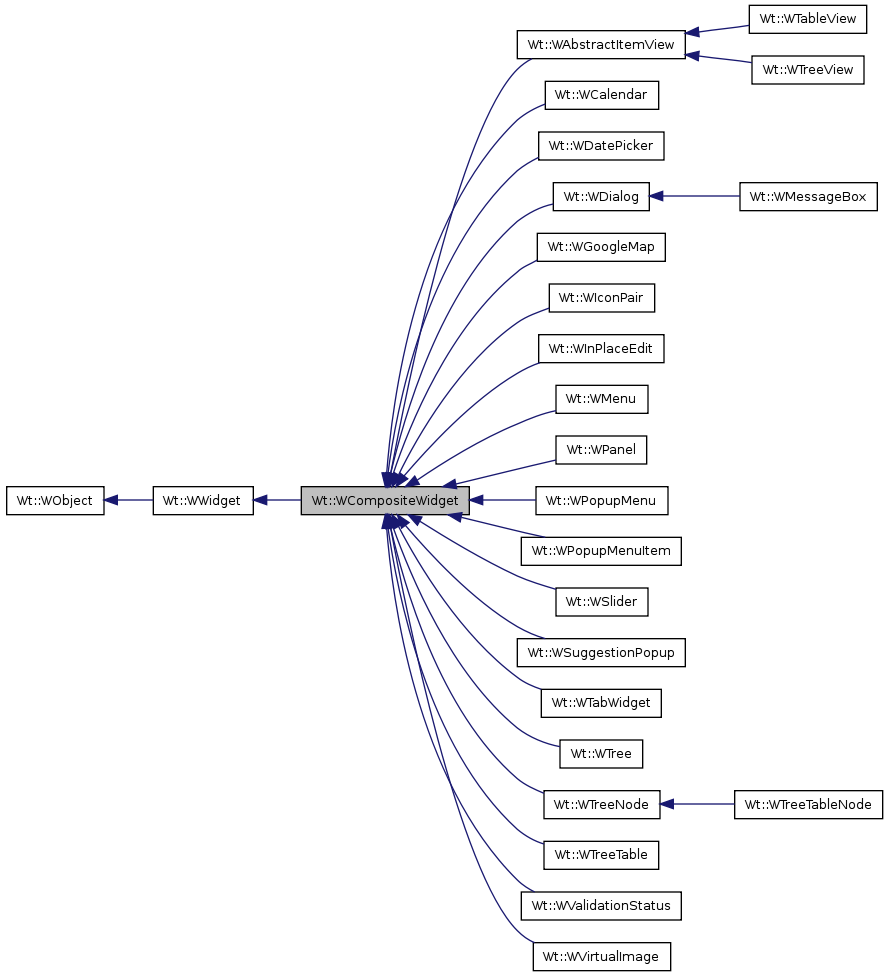 Wt::WTableView
Wt::WAbstractItemView
Wt::WTreeView
Wt::WCalendar
Wt::WDatePicker
Wt::WDialog
Wt::WMessageBox
Wt::WGoogleMap
Wt::WIconPair
Wt::WInPlaceEdit
Wt::WMenu
Wt::WPanel
Wt::WObject
Wt::WWidget
Wt::WCompositeWidget
Wt::WPopupMenu
Wt::WPopupMenuItem
Wt::WSlider
Wt::WSuggestionPopup
Wt::WTabWidget
Wt::WTree
Wt::WTreeNode
Wt::WTreeTableNode
Wt::WTreeTable
Wt::WValidationStatus
Wt::WVirtualImage